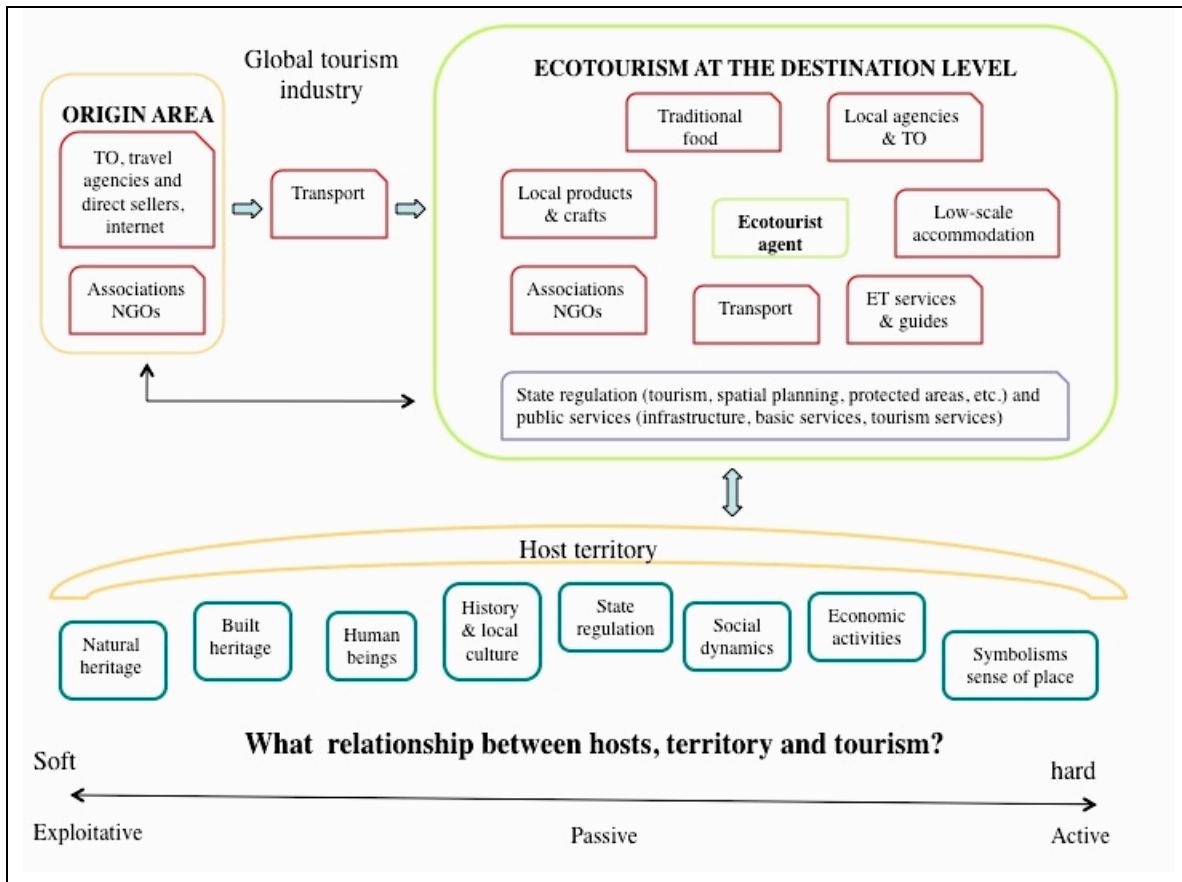 Global tourism
industry
ORIGIN AREA
TO, travel
agencies and
direct sellers,
internet
Associations
NGOs
Transport
ECOTOURISM AT THE DESTINATION LEVEL
Traditional
food
Local agencies
& TO
Local products
& crafts
Ecotourist
agent
Low-scale
accommodation
Associations
NGOs
Transport
ET services
& guides
State regulation (tourism, spatial planning, protected areas, etc.) and
public services (infrastructure, basic services, tourism services)
Host territory
Natural
heritage
Built
heritage
Human
beings
History
& local
culture
State
regulation
Social
dynamics
Economic
activities
Symbolisms
sense of place
What relationship between hosts, territory and tourism?
Soft
hard
Exploitative
Passive
Active